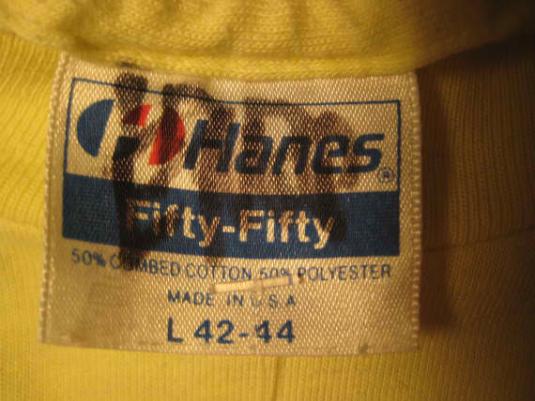 Hanes®
Fifty-Fifty
50% COMBED COTTON 50% POLYESTER
MADE IN U.S.A
L 42-44